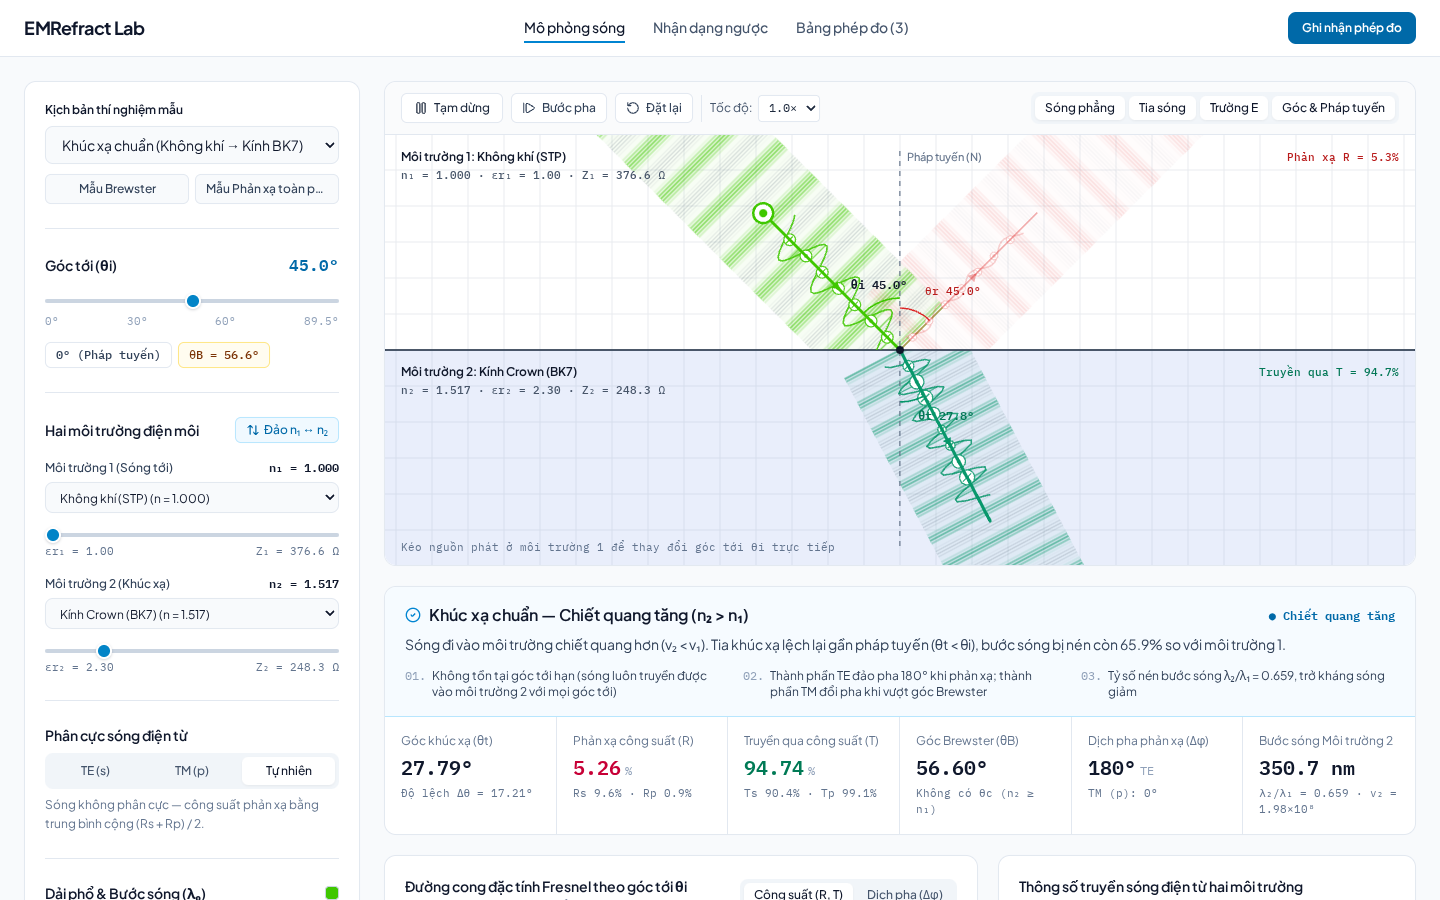 EMRefract Lab
Mô phỏng sóng
Nhận dạng ngược
Bảng phép đo (3)
Ghi nhận phép đo
Kịch bản thí nghiệm mẫu
Khúc xạ chuẩn (Không khí → Kính BK7)
Mẫu Brewster
Mẫu Phản xạ toàn p...
Góc tới (θi)
45.0°
0°
30°
60°
89.5°
0° (Pháp tuyến)
θB = 56.6°
Hai môi trường điện môi
Đảo n₁ ↔ n₂
Môi trường 1 (Sóng tới)
n₁ = 1.000
Không khí (STP) (n = 1.000)
εr₁ = 1.00
Z₁ = 376.6 Ω
Môi trường 2 (Khúc xạ)
n₂ = 1.517
Kính Crown (BK7) (n = 1.517)
εr₂ = 2.30
Z₂ = 248.3 Ω
Phân cực sóng điện từ
TE (s)
TM (p)
Tự nhiên
Sóng không phân cực — công suất phản xạ bằng
trung bình cộng (Rs + Rp) / 2.
Dải phổ & Bước sóng (λ₀)
Tạm dừng
Bước pha
Đặt lại
Tốc độ:
1.0×
Sóng phẳng
Tia sóng
Trường E
Góc & Pháp tuyến
Môi trường 1: Không khí (STP)
n₁ = 1.000 · εr₁ = 1.00 · Z₁ = 376.6 Ω
Pháp tuyến (N)
Phản xạ R = 5.3%
θi 45.0°
θr 45.0°
Môi trường 2: Kính Crown (BK7)
n₂ = 1.517 · εr₂ = 2.30 · Z₂ = 248.3 Ω
Truyền qua T = 94.7%
θt 27.8°
Kéo nguồn phát ở môi trường 1 để thay đổi góc tới θi trực tiếp
Khúc xạ chuẩn — Chiết quang tăng (n₂ > n₁)
● Chiết quang tăng
Sóng đi vào môi trường chiết quang hơn (v₂ < v₁). Tia khúc xạ lệch lại gần pháp tuyến (θt < θi), bước sóng bị nén còn 65.9% so với môi trường 1.
01. Không tồn tại góc tới hạn (sóng luôn truyền được
vào môi trường 2 với mọi góc tới)
02. Thành phần TE đảo pha 180° khi phản xạ; thành
phần TM đổi pha khi vượt góc Brewster
03. Tỷ số nén bước sóng λ₂/λ₁ = 0.659, trở kháng sóng
giảm
Góc khúc xạ (θt)
27.79°
Độ lệch Δθ = 17.21°
Phản xạ công suất (R)
5.26 %
Rs 9.6% · Rp 0.9%
Truyền qua công suất (T)
94.74 %
Ts 90.4% · Tp 99.1%
Góc Brewster (θB)
56.60°
Không có θc (n₂ ≥
n₁)
Dịch pha phản xạ (Δφ)
180° TE
TM (p): 0°
Bước sóng Môi trường 2
350.7 nm
λ₂/λ₁ = 0.659 · v₂ =
1.98×10⁸
Đường cong đặc tính Fresnel theo góc tới θi
Công suất (R, T)
Dịch pha (Δφ)
Thông số truyền sóng điện từ hai môi trường